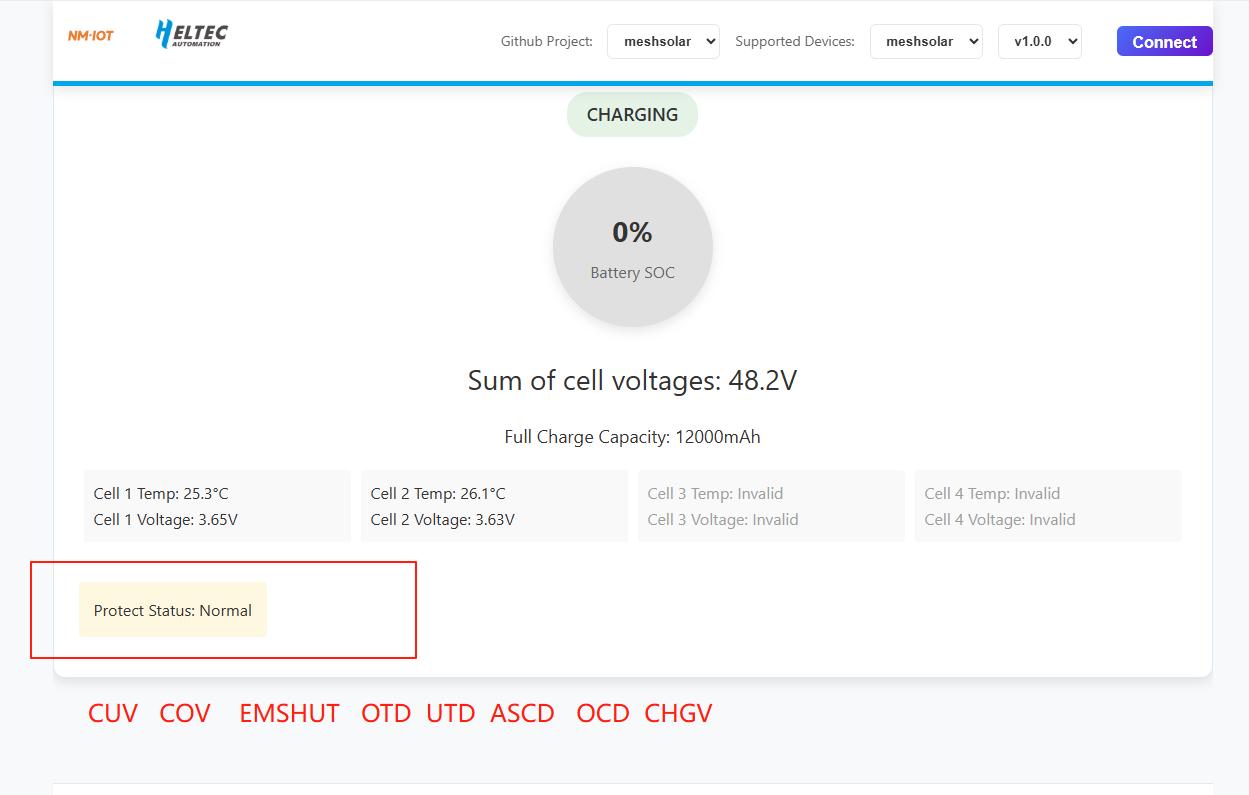 NM·IOT HELTEC AUTOMATION Github Project: meshsolar Supported Devices: meshsolar v1.0.0 Connect
CHARGING
0%
Battery SOC
Sum of cell voltages: 48.2V
Full Charge Capacity: 12000mAh
Cell 1 Temp: 25.3°C
Cell 1 Voltage: 3.65V
Cell 2 Temp: 26.1°C
Cell 2 Voltage: 3.63V
Cell 3 Temp: Invalid
Cell 3 Voltage: Invalid
Cell 4 Temp: Invalid
Cell 4 Voltage: Invalid
Protect Status: Normal
CUV COV EMSHUT OTD UTD ASCD OCD CHGV